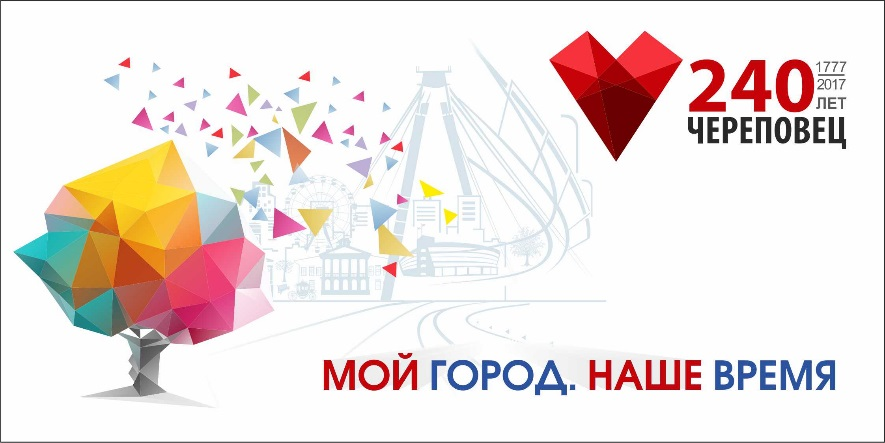 240
1777
2017
ЛЕТ
ЧЕРЕПОВЕЦ
МОЙ ГОРОД. НАШЕ ВРЕМЯ